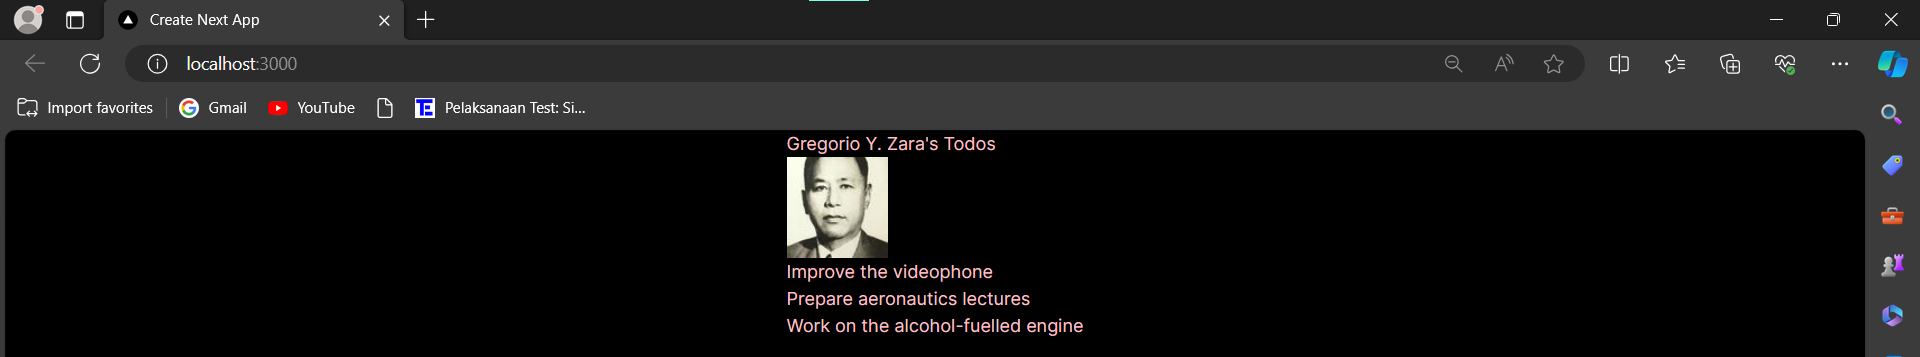 Create Next App
localhost:3000
Import favorites
Gmail
YouTube
Pelaksanaan Test: Si...
Gregorio Y. Zara's Todos
Improve the videophone
Prepare aeronautics lectures
Work on the alcohol-fuelled engine